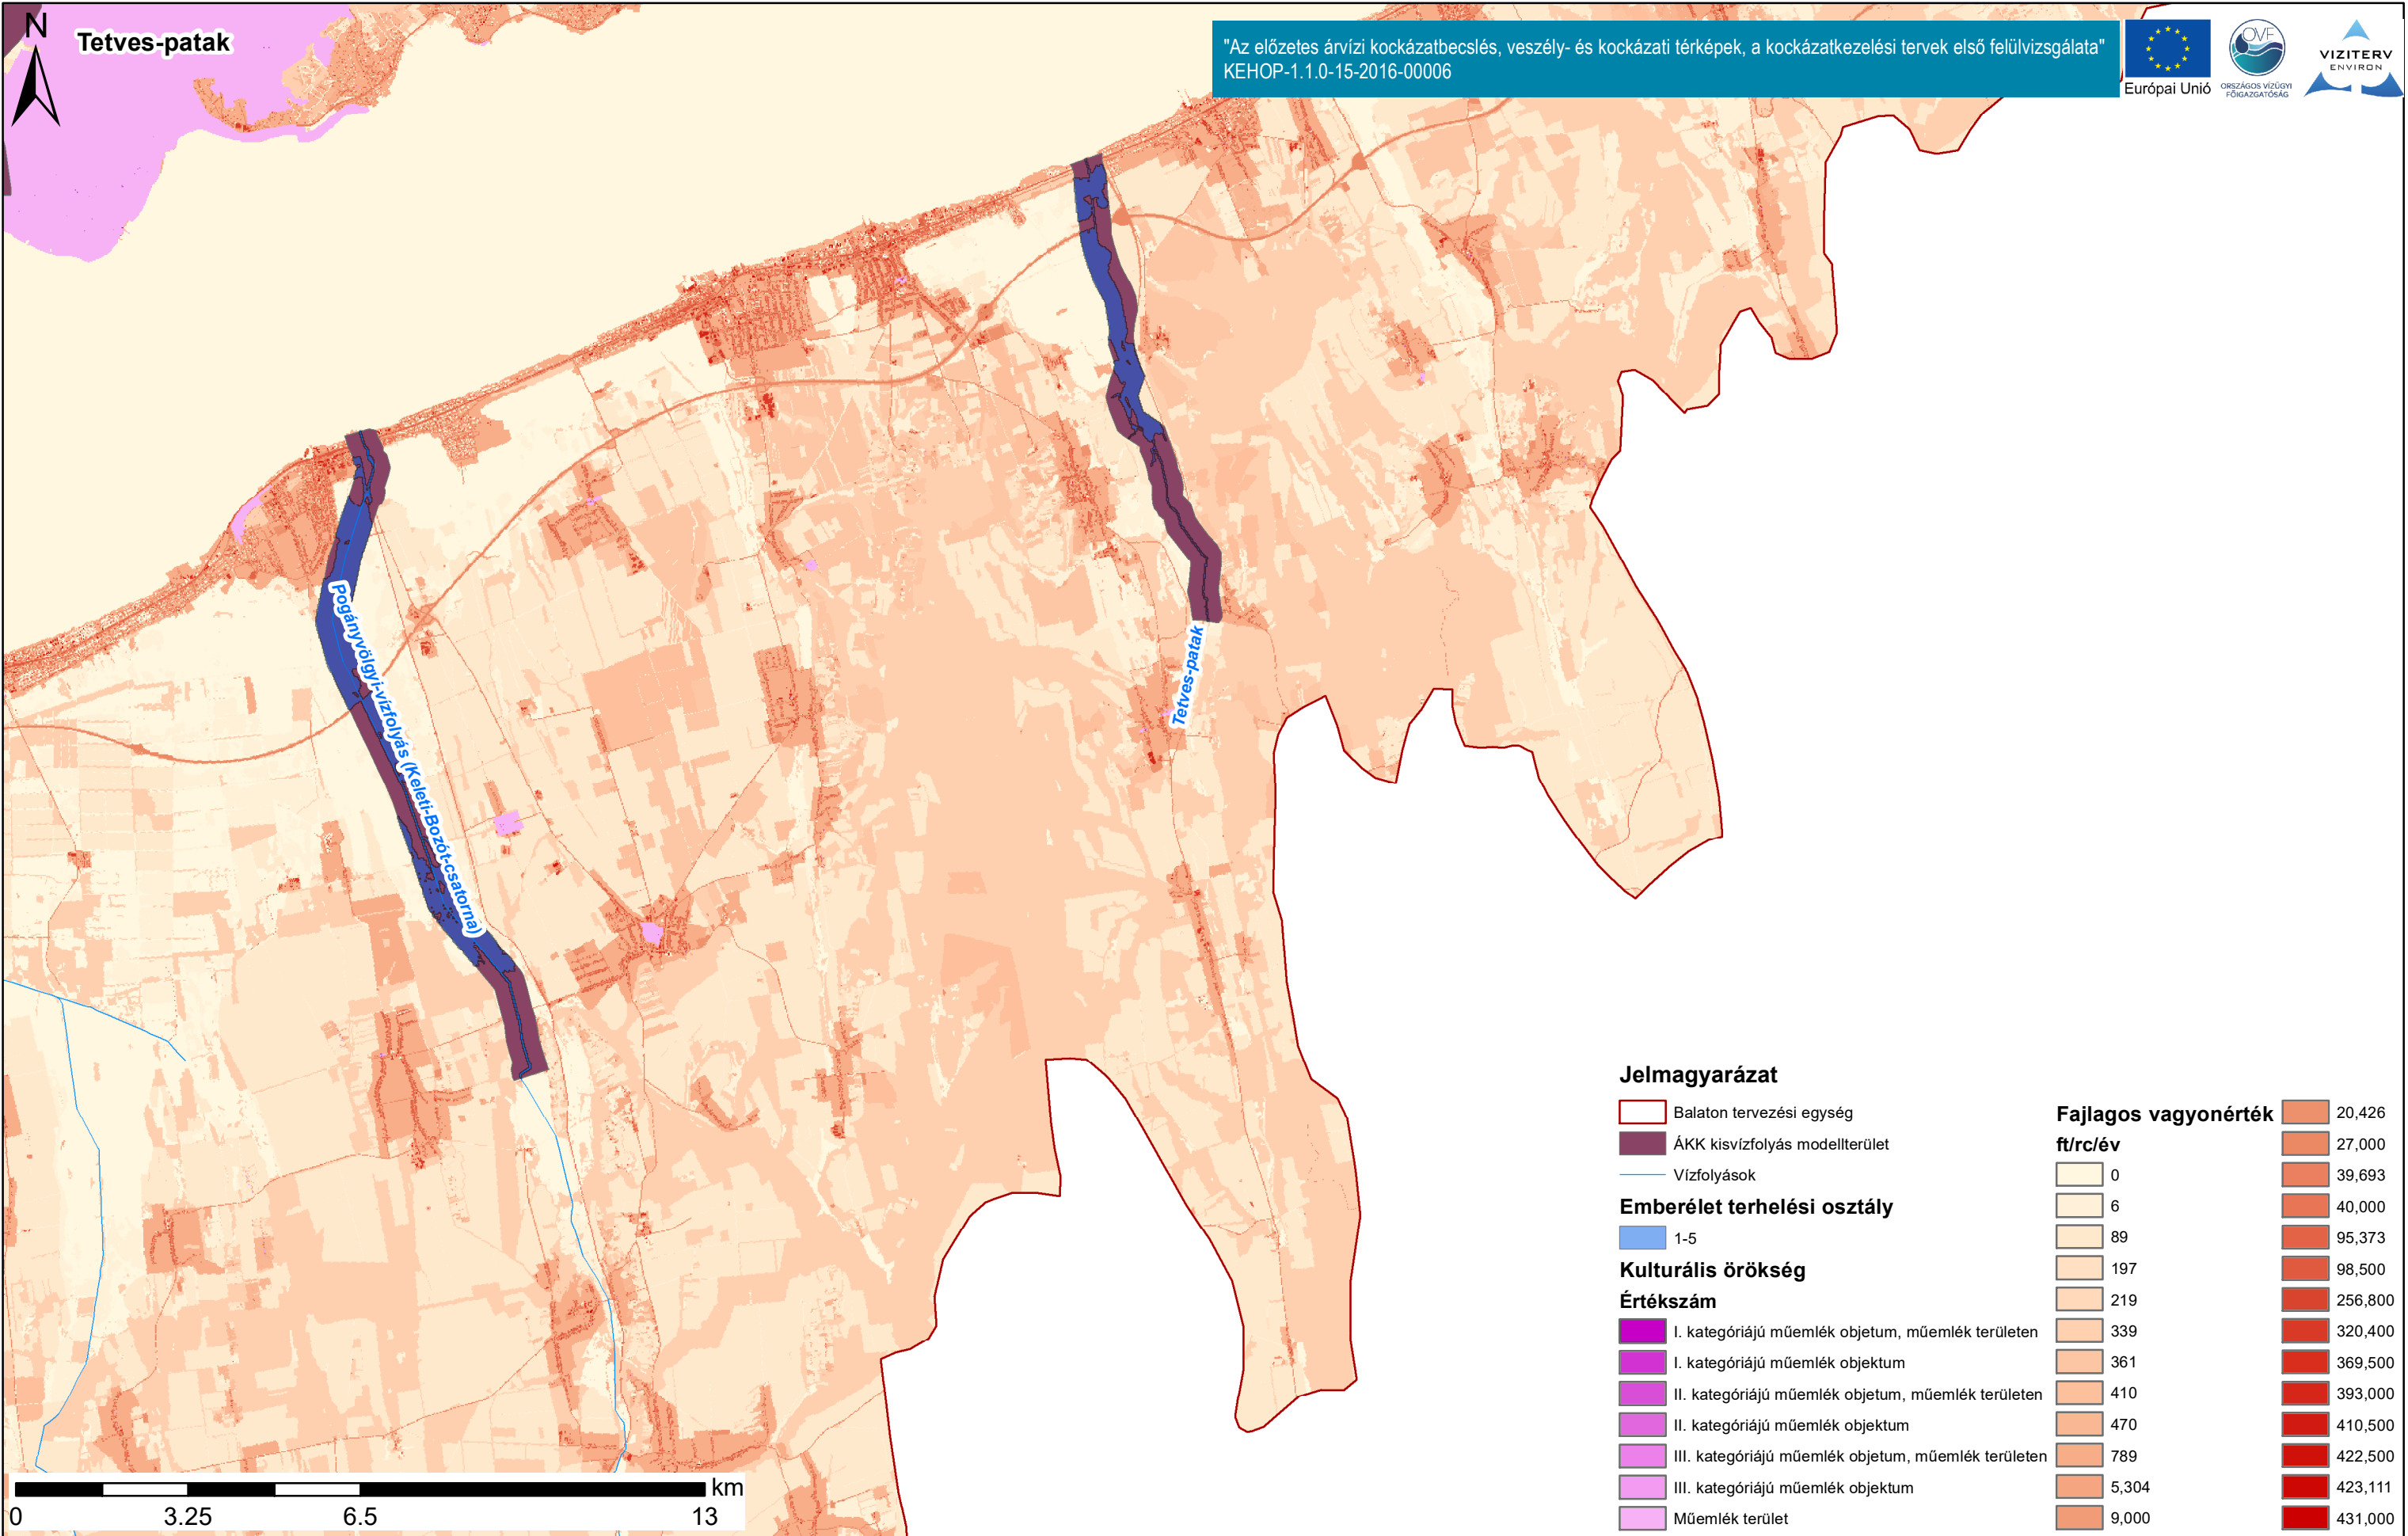 N
Tetves-patak
"Az előzetes árvízi kockázatbecslés, veszély- és kockázati térképek, a kockázatkezelési tervek első felülvizsgálata"
KEHOP-1.1.0-15-2016-00006
Európai Unió
OVF
ORSZÁGOS VÍZÜGYI
FŐIGAZGATÓSÁG
VIZITERV
ENVIRON
Pogányvölgyi-vízfolyás (Keleti-Bozót-csatorna)
Tetves-patak
Jelmagyarázat
Balaton tervezési egység
ÁKK kisvízfolyás modellterület
Vízfolyások
Emberélet terhelési osztály
1-5
Kulturális örökség
Értékszám
I. kategóriájú műemlék objetum, műemlék területen
I. kategóriájú műemlék objektum
II. kategóriájú műemlék objetum, műemlék területen
II. kategóriájú műemlék objektum
III. kategóriájú műemlék objetum, műemlék területen
III. kategóriájú műemlék objektum
Műemlék terület
Fajlagos vagyonérték
ft/rc/év
0
6
89
197
219
339
361
410
470
789
5,304
9,000
20,426
27,000
39,693
40,000
95,373
98,500
256,800
320,400
369,500
393,000
410,500
422,500
423,111
431,000
km
0 3.25 6.5 13